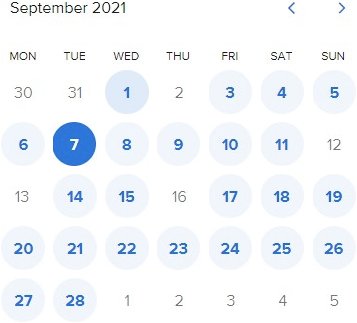 September 2021
MON TUE WED THU FRI SAT SUN
30 31 1 2 3 4 5
6 7 8 9 10 11 12
13 14 15 16 17 18 19
20 21 22 23 24 25 26
27 28 1 2 3 4 5